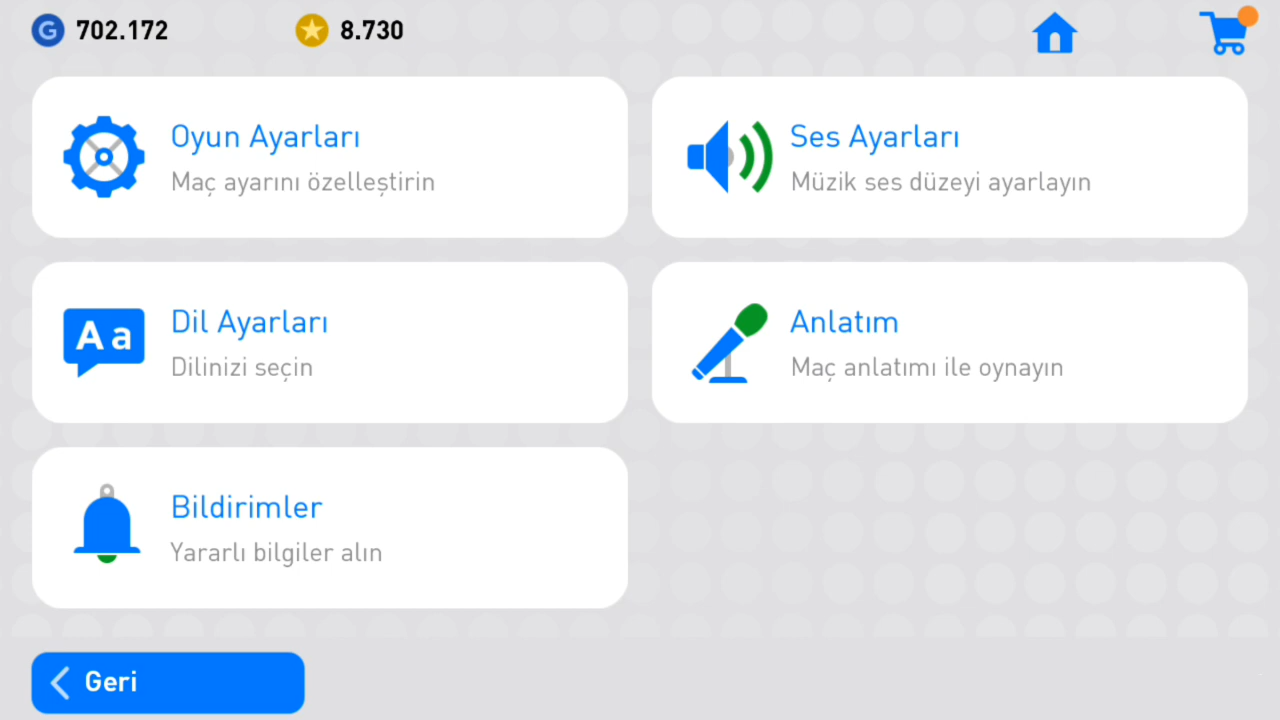 G 702.172 8.730
Oyun Ayarları
Maç ayarını özelleştirin
Ses Ayarları
Müzik ses düzeyi ayarlayın
Aa
Dil Ayarları
Dilinizi seçin
Anlatım
Maç anlatımı ile oynayın
Bildirimler
Yararlı bilgiler alın
Geri